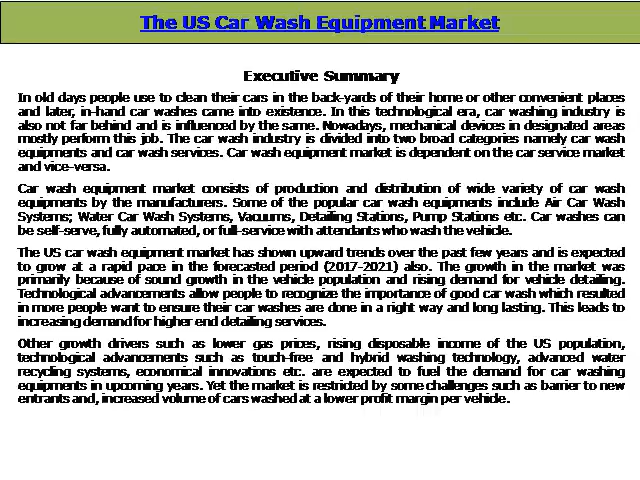 The US Car Wash Equipment Market
Executive Summary
In old days people use to clean their cars in the back-yards of their home or other convenient places
and later, in-hand car washes came into existence. In this technological era, car washing industry is
also not far behind and is influenced by the same. Nowadays, mechanical devices in designated areas
mostly perform this job. The car wash industry is divided into two broad categories namely car wash
equipments and car wash services. Car wash equipment market is dependent on the car service market
and vice-versa.
Car wash equipment market consists of production and distribution of wide variety of car wash
equipments by the manufacturers. Some of the popular car wash equipments include Air Car Wash
Systems; Water Car Wash Systems, Vacuums, Detailing Stations, Pump Stations etc. Car washes can
be self-serve, fully automated, or full-service with attendants who wash the vehicle.
The US car wash equipment market has shown upward trends over the past few years and is expected
to grow at a rapid pace in the forecasted period (2017-2021) also. The growth in the market was
primarily because of sound growth in the vehicle population and rising demand for vehicle detailing.
Technological advancements allow people to recognize the importance of good car wash which resulted
in more people want to ensure their car washes are done in a right way and long lasting. This leads to
increasing demand for higher end detailing services.
Other growth drivers such as lower gas prices, rising disposable income of the US population,
technological advancements such as touch-free and hybrid washing technology, advanced water
recycling systems, economical innovations etc. are expected to fuel the demand for car washing
equipments in upcoming years. Yet the market is restricted by some challenges such as barrier to new
entrants and, increased volume of cars washed at a lower profit margin per vehicle.